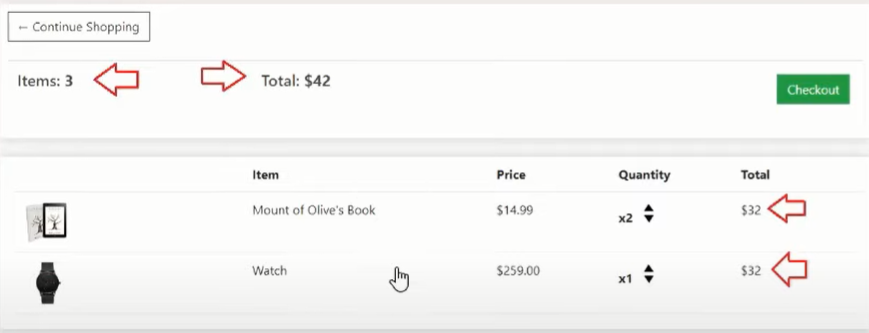 ← Continue Shopping
Items: 3 Total: $42
Checkout
Item Price Quantity Total
Mount of Olive's Book $14.99 x2 $32
Watch $259.00 x1 $32